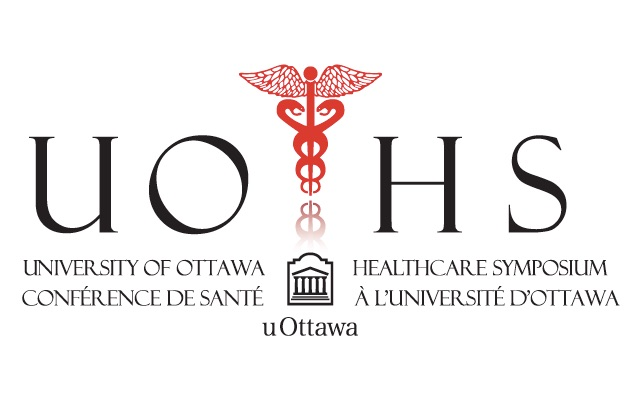 UO HS
UNIVERSITY OF OTTAWA HEALTHCARE SYMPOSIUM
CONFÉRENCE DE SANTÉ À L'UNIVERSITÉ D'OTTAWA
uOttawa